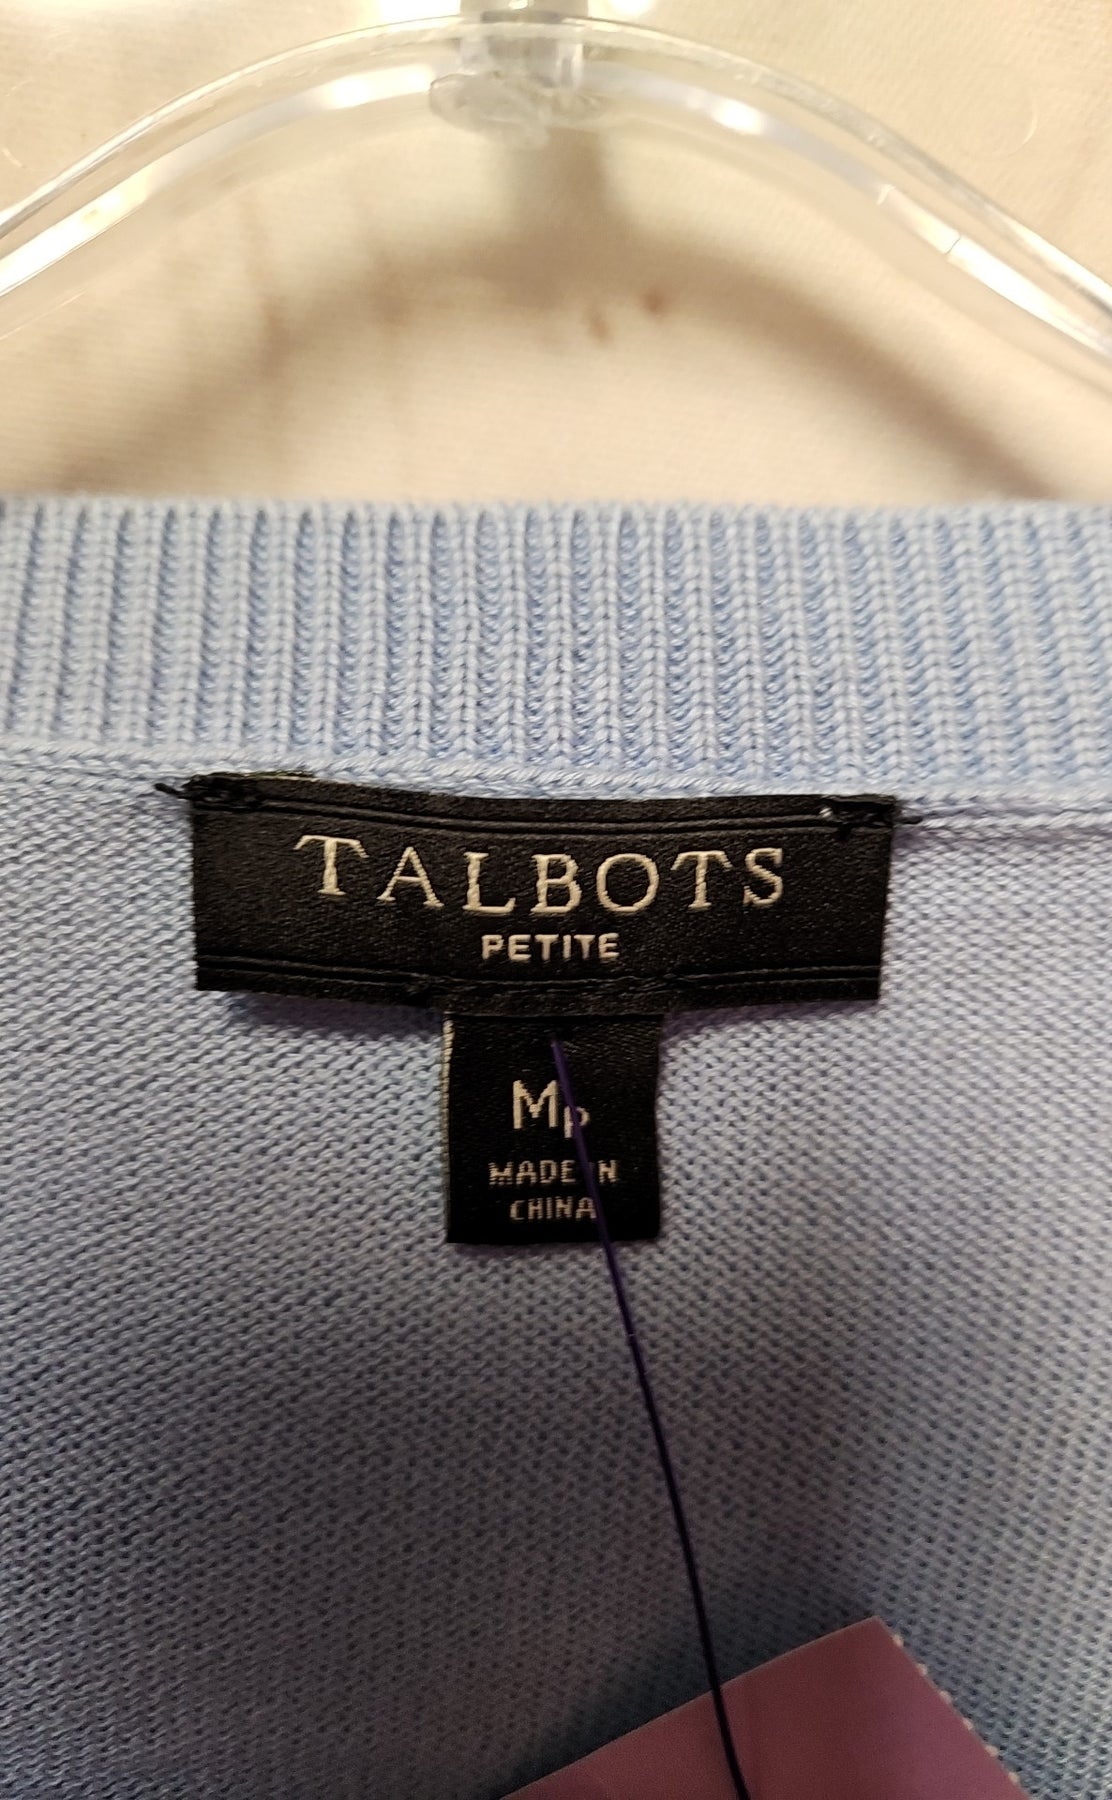 TALBOTS
PETITE
MP
MADE IN
CHINA